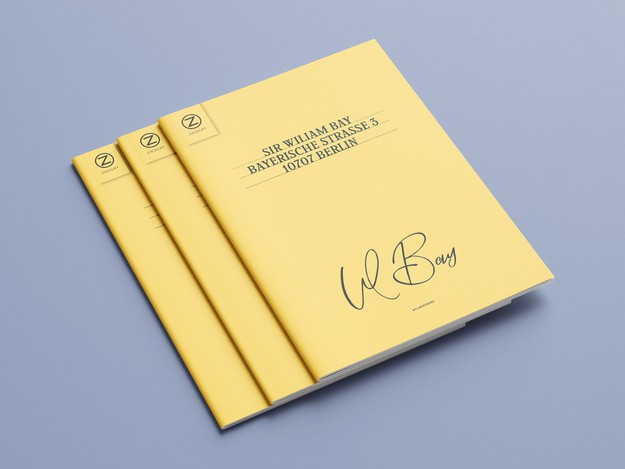 Z
Z
Z
SIR WILIAM BAY
BAYERISCHE STRASSE 3
10707 BERLIN
W Bay